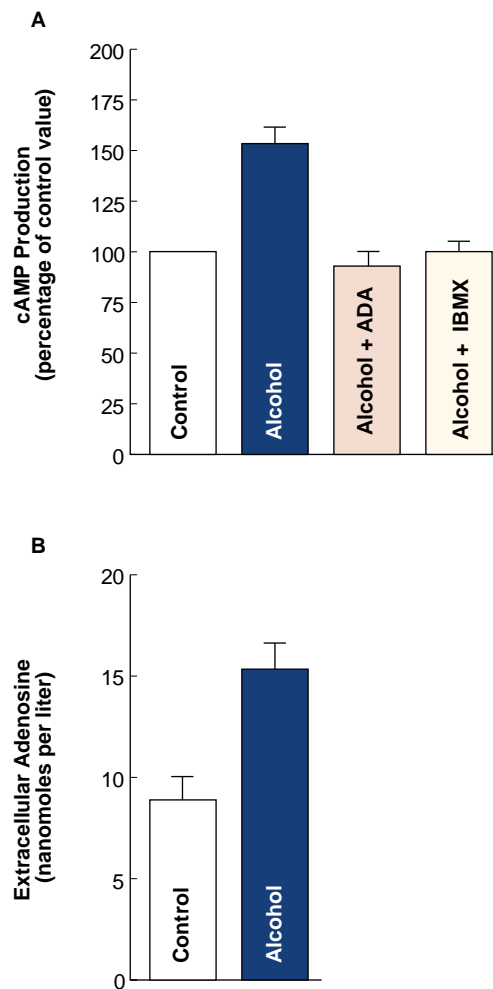 A
cAMP Production
(percentage of control value)
200
175
150
125
100
75
50
25
0
Control
Alcohol
Alcohol + ADA
Alcohol + IBMX
B
Extracellular Adenosine
(nanomoles per liter)
20
15
10
5
0
Control
Alcohol